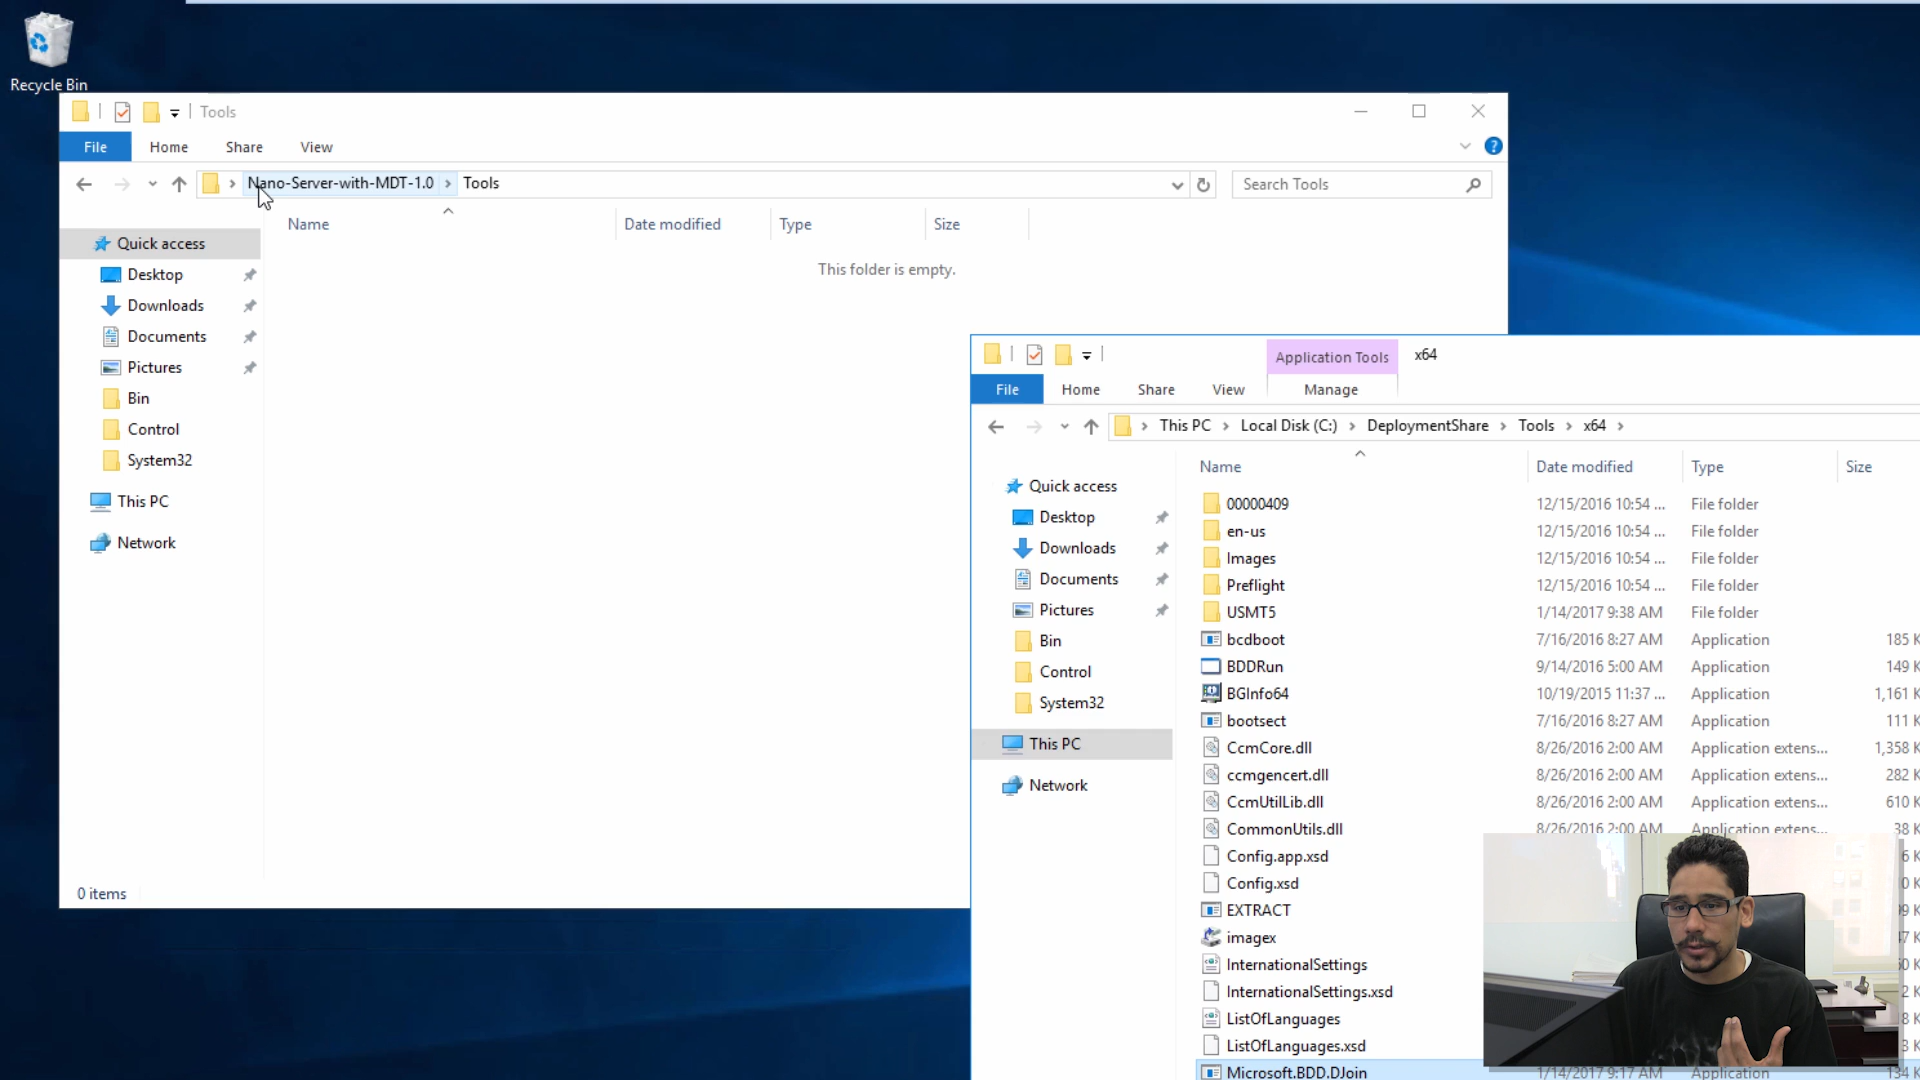 Recycle Bin
Tools
File Home Share View
Nano-Server-with-MDT-1.0 Tools
Search Tools
Name Date modified Type Size
This folder is empty.
Quick access
Desktop
Downloads
Documents
Pictures
Bin
Control
System32
This PC
Network
0 items
Application Tools x64
File Home Share View Manage
This PC Local Disk (C:) DeploymentShare Tools x64
Quick access
Desktop
Downloads
Documents
Pictures
Bin
Control
System32
This PC
Network
Name Date modified Type Size
00000409 12/15/2016 10:54 ... File folder
en-us 12/15/2016 10:54 ... File folder
Images 12/15/2016 10:54 ... File folder
Preflight 12/15/2016 10:54 ... File folder
USMT5 1/14/2017 9:38 AM File folder
bcdboot 7/16/2016 8:27 AM Application 185 K
BDDRun 9/14/2016 5:00 AM Application 149 K
BGInfo64 10/19/2015 11:37 ... Application 1,161 K
bootsect 7/16/2016 8:27 AM Application 111 K
CcmCore.dll 8/26/2016 2:00 AM Application extens... 1,358 K
ccmgencert.dll 8/26/2016 2:00 AM Application extens... 282 K
CcmUtilLib.dll 8/26/2016 2:00 AM Application extens... 610 K
CommonUtils.dll 8/26/2016 2:00 AM Application extens... 38 K
Config.app.xsd
Config.xsd
EXTRACT
imagex
InternationalSettings
InternationalSettings.xsd
ListOfLanguages
ListOfLanguages.xsd
Microsoft.BDD.DJoin 1/14/2017 9:17 AM Application 134 K